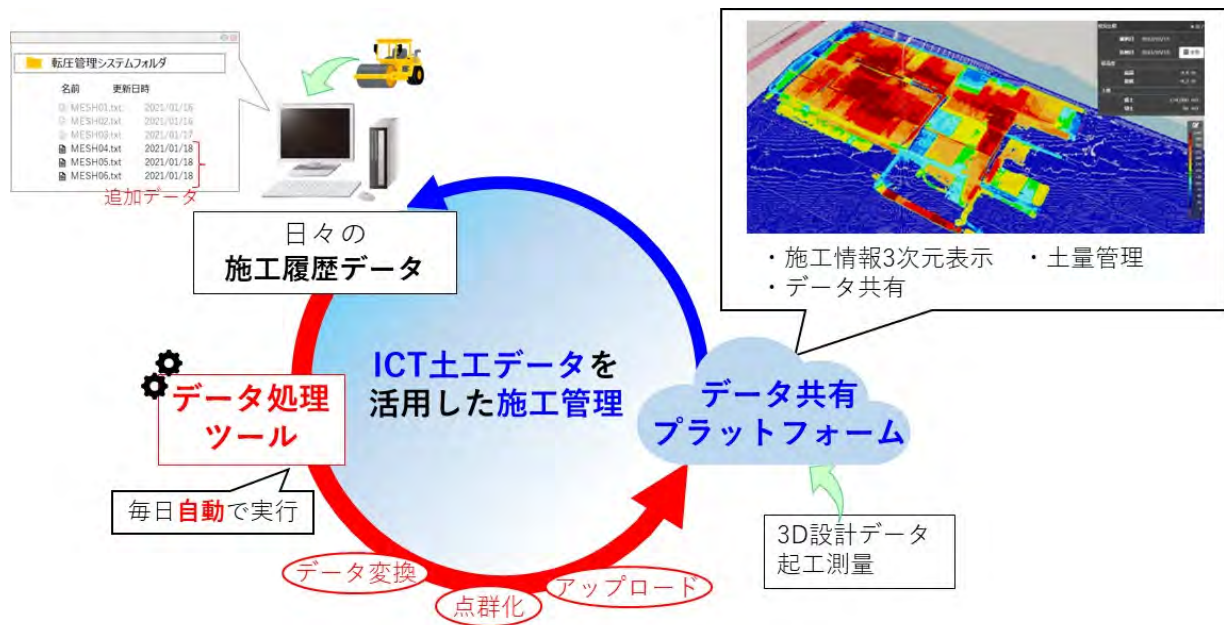 転圧管理システムフォルダ
名前 更新日時
MESH01.txt 2021/01/16
MESH02.txt 2021/01/16
MESH03.txt 2021/01/17
MESH04.txt 2021/01/18
MESH05.txt 2021/01/18
MESH06.txt 2021/01/18
追加データ
日々の
施工履歴データ
・施工情報3次元表示 ・土量管理
・データ共有
ICT土工データを
活用した施工管理
データ処理
ツール
毎日自動で実行
データ共有
プラットフォーム
3D設計データ
起工測量
データ変換
点群化
アップロード